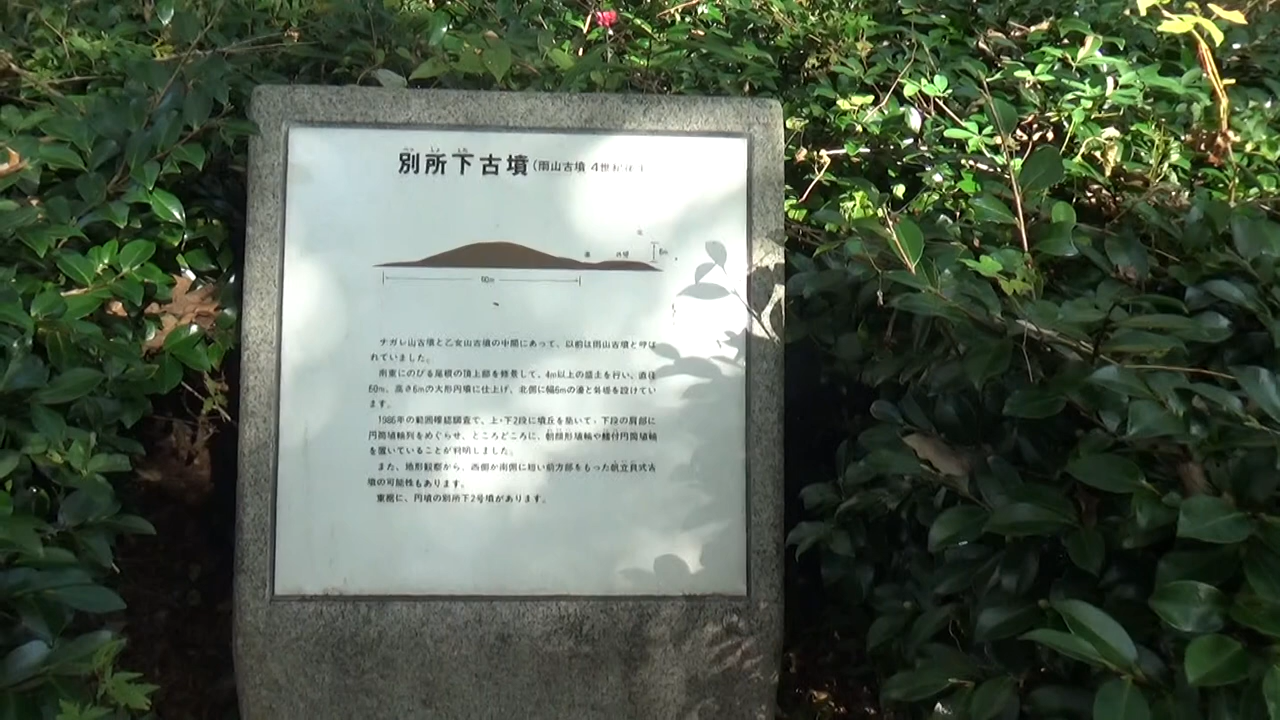 べっ しょ しも
別所下古墳(雨山古墳 4世紀後)
6m
60m
ナガレ山古墳と乙女山古墳の中間にあって、以前は雨山古墳と呼ば
れていました。
南東にのびる尾根の頂上部を修景して、4m以上の盛土を行い、直径
60m、高さ6mの大形円墳に仕上げ、北側に幅6mの濠と外堤を設けてい
ます。
1986年の範囲確認調査で、上・下2段に墳丘を築いて、下段の肩部に
円筒埴輪列をめぐらせ、ところどころに、朝顔形埴輪や鰭付円筒埴輪
を置いていることが判明しました。
また、地形観察から、西側か南側に短い前方部をもった帆立貝式古
墳の可能性もあります。
東裾に、円墳の別所下2号墳があります。